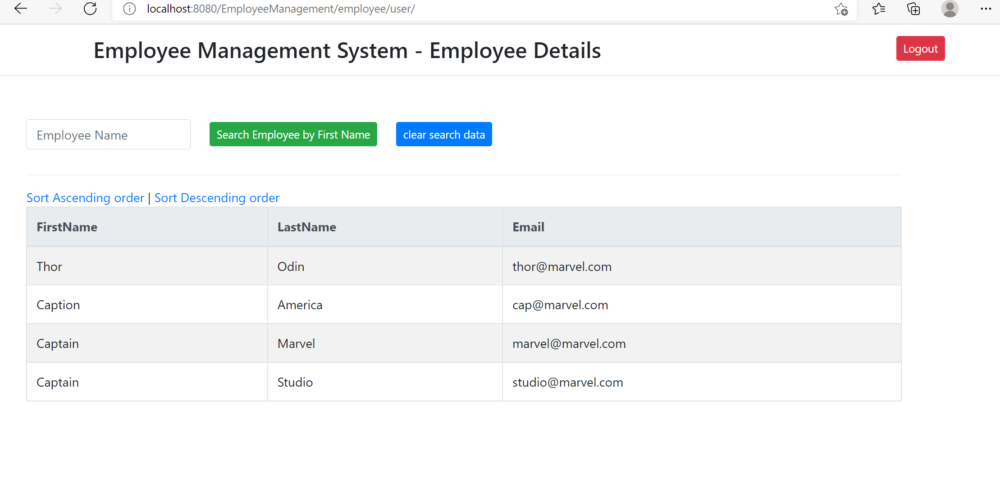 localhost:8080/EmployeeManagement/employee/user/
Employee Management System - Employee Details
Logout
Employee Name
Search Employee by First Name
clear search data
Sort Ascending order | Sort Descending order
FirstName LastName Email
Thor Odin thor@marvel.com
Caption America cap@marvel.com
Captain Marvel marvel@marvel.com
Captain Studio studio@marvel.com